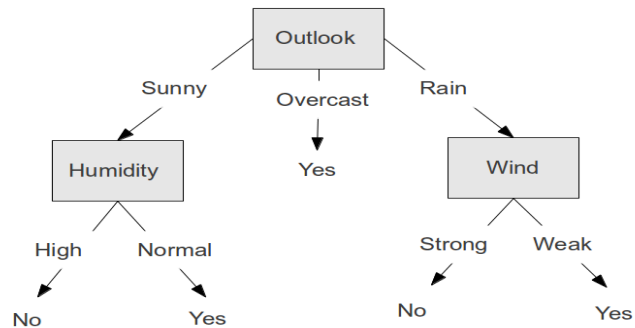 Outlook
Sunny
Overcast
Rain
Humidity
Yes
Wind
High
Normal
Strong
Weak
No
Yes
No
Yes